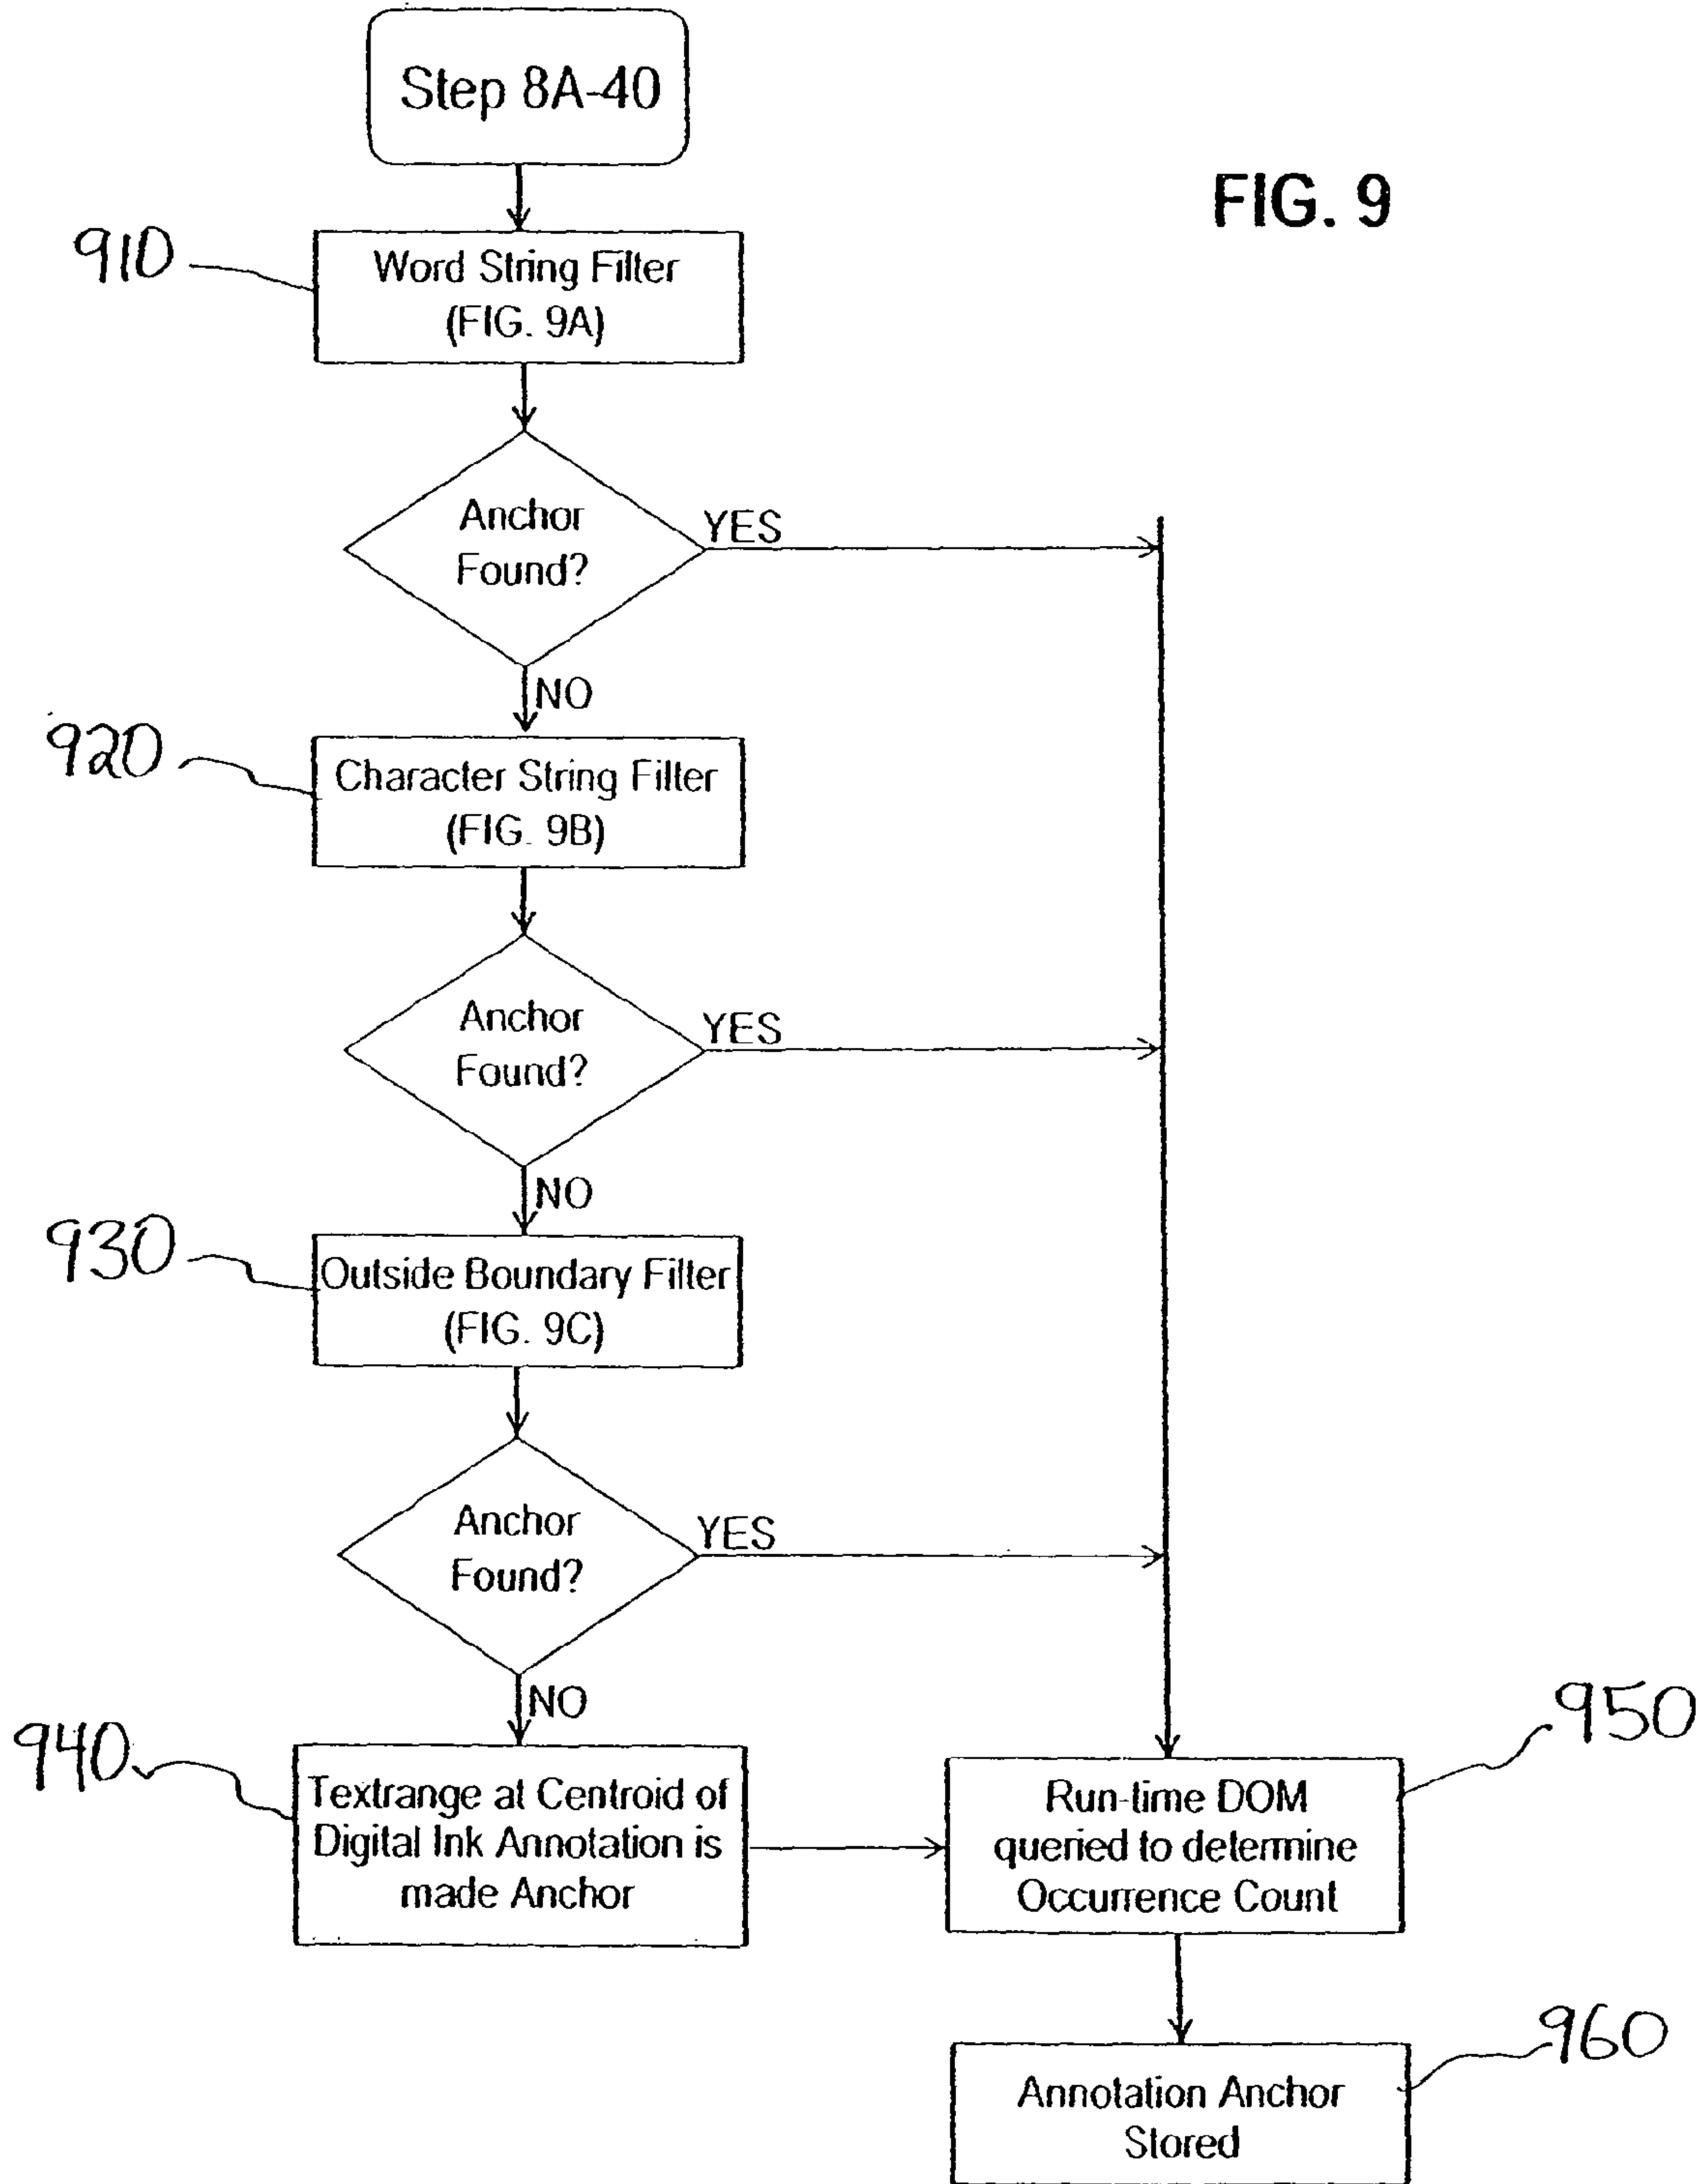 Step 8A-40
FIG. 9
910
Word String Filter
(FIG. 9A)
Anchor
Found?
YES
NO
920
Character String Filter
(FIG. 9B)
Anchor
Found?
YES
NO
930
Outside Boundary Filter
(FIG. 9C)
Anchor
Found?
YES
NO
940
Textrange at Centroid of
Digital Ink Annotation is
made Anchor
950
Run-time DOM
queried to determine
Occurrence Count
960
Annotation Anchor
Stored